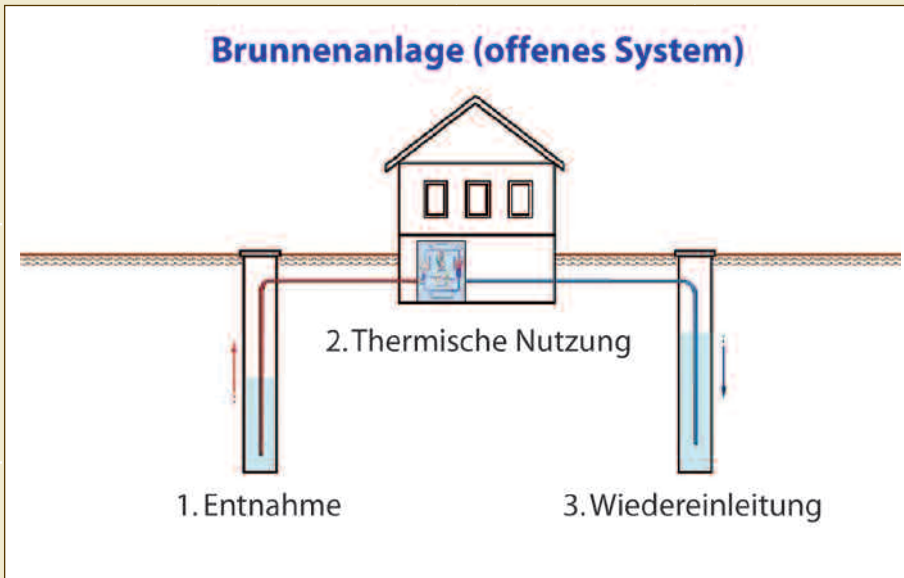 Brunnenanlage (offenes System)
2. Thermische Nutzung
1. Entnahme
3. Wiedereinleitung